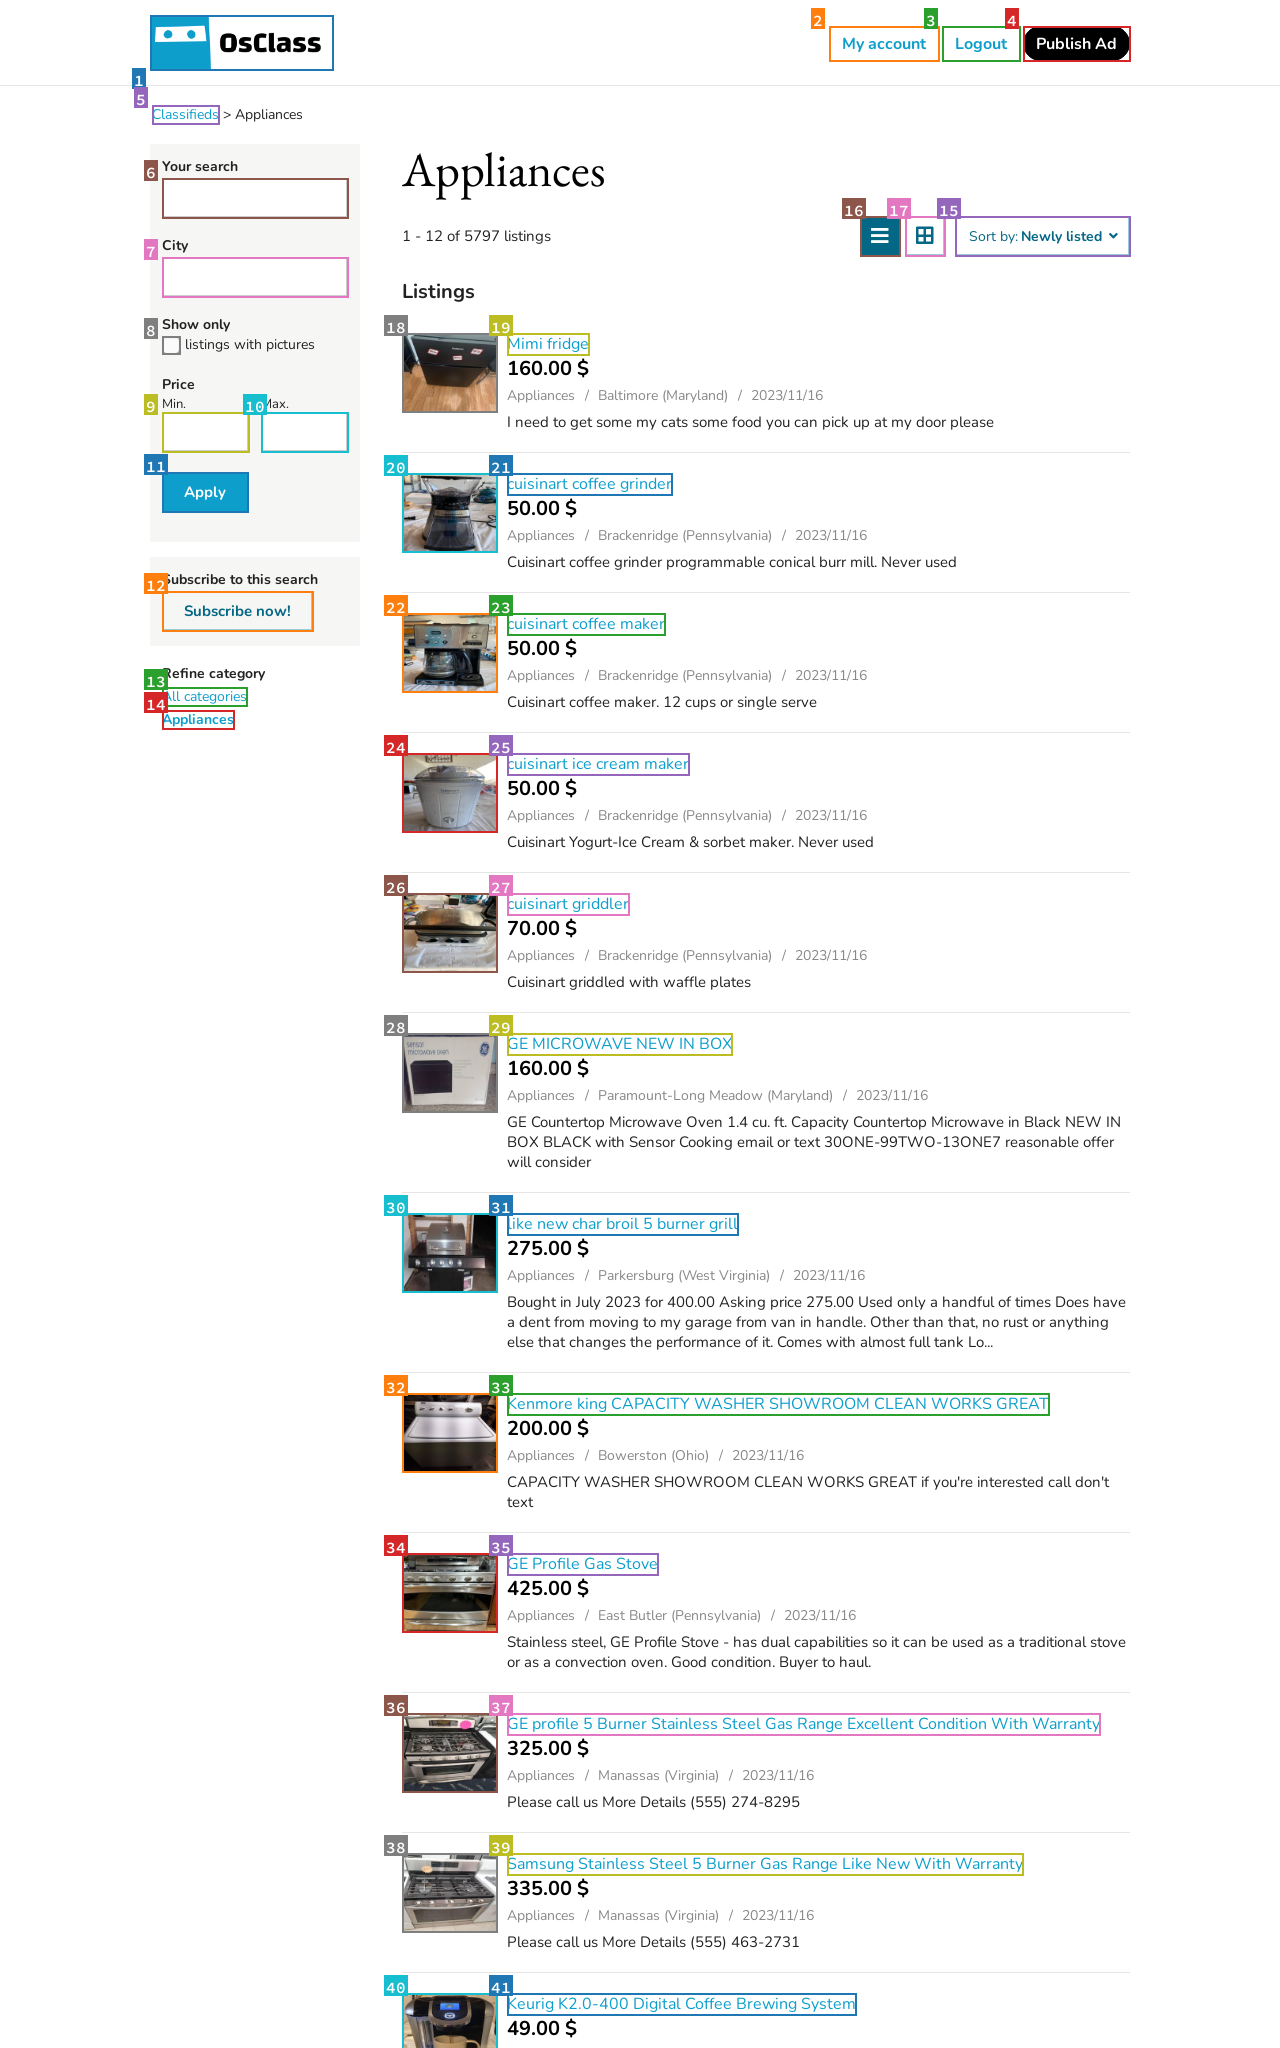 OsClass
1
2
My account
3
Logout
4
Publish Ad
5
Classifieds > Appliances
6
Your search
7
City
8
Show only
listings with pictures
Price
9
Min.
10
Max.
11
Apply
12
Subscribe to this search
Subscribe now!
Refine category
13
All categories
14
Appliances
Appliances
1 - 12 of 5797 listings
16
17
15
Sort by: Newly listed
Listings
18
19
Mimi fridge
160.00 $
Appliances / Baltimore (Maryland) / 2023/11/16
I need to get some my cats some food you can pick up at my door please
20
21
cuisinart coffee grinder
50.00 $
Appliances / Brackenridge (Pennsylvania) / 2023/11/16
Cuisinart coffee grinder programmable conical burr mill. Never used
22
23
cuisinart coffee maker
50.00 $
Appliances / Brackenridge (Pennsylvania) / 2023/11/16
Cuisinart coffee maker. 12 cups or single serve
24
25
cuisinart ice cream maker
50.00 $
Appliances / Brackenridge (Pennsylvania) / 2023/11/16
Cuisinart Yogurt-Ice Cream & sorbet maker. Never used
26
27
cuisinart griddler
70.00 $
Appliances / Brackenridge (Pennsylvania) / 2023/11/16
Cuisinart griddled with waffle plates
28
SENSOR
MICROWAVE OVEN
29
GE MICROWAVE NEW IN BOX
160.00 $
Appliances / Paramount-Long Meadow (Maryland) / 2023/11/16
GE Countertop Microwave Oven 1.4 cu. ft. Capacity Countertop Microwave in Black NEW IN
BOX BLACK with Sensor Cooking email or text 30ONE-99TWO-13ONE7 reasonable offer
will consider
30
31
like new char broil 5 burner grill
275.00 $
Appliances / Parkersburg (West Virginia) / 2023/11/16
Bought in July 2023 for 400.00 Asking price 275.00 Used only a handful of times Does have
a dent from moving to my garage from van in handle. Other than that, no rust or anything
else that changes the performance of it. Comes with almost full tank Lo...
32
33
Kenmore king CAPACITY WASHER SHOWROOM CLEAN WORKS GREAT
200.00 $
Appliances / Bowerston (Ohio) / 2023/11/16
CAPACITY WASHER SHOWROOM CLEAN WORKS GREAT if you're interested call don't
text
34
35
GE Profile Gas Stove
425.00 $
Appliances / East Butler (Pennsylvania) / 2023/11/16
Stainless steel, GE Profile Stove - has dual capabilities so it can be used as a traditional stove
or as a convection oven. Good condition. Buyer to haul.
36
37
GE profile 5 Burner Stainless Steel Gas Range Excellent Condition With Warranty
325.00 $
Appliances / Manassas (Virginia) / 2023/11/16
Please call us More Details (555) 274-8295
38
39
Samsung Stainless Steel 5 Burner Gas Range Like New With Warranty
335.00 $
Appliances / Manassas (Virginia) / 2023/11/16
Please call us More Details (555) 463-2731
40
41
Keurig K2.0-400 Digital Coffee Brewing System
49.00 $